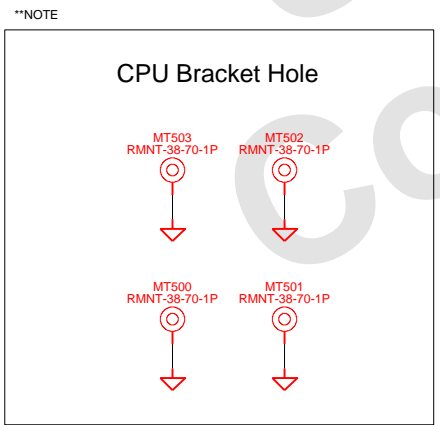 **NOTE
CPU Bracket Hole
MT503
RMNT-38-70-1P
MT502
RMNT-38-70-1P
MT500
RMNT-38-70-1P
MT501
RMNT-38-70-1P